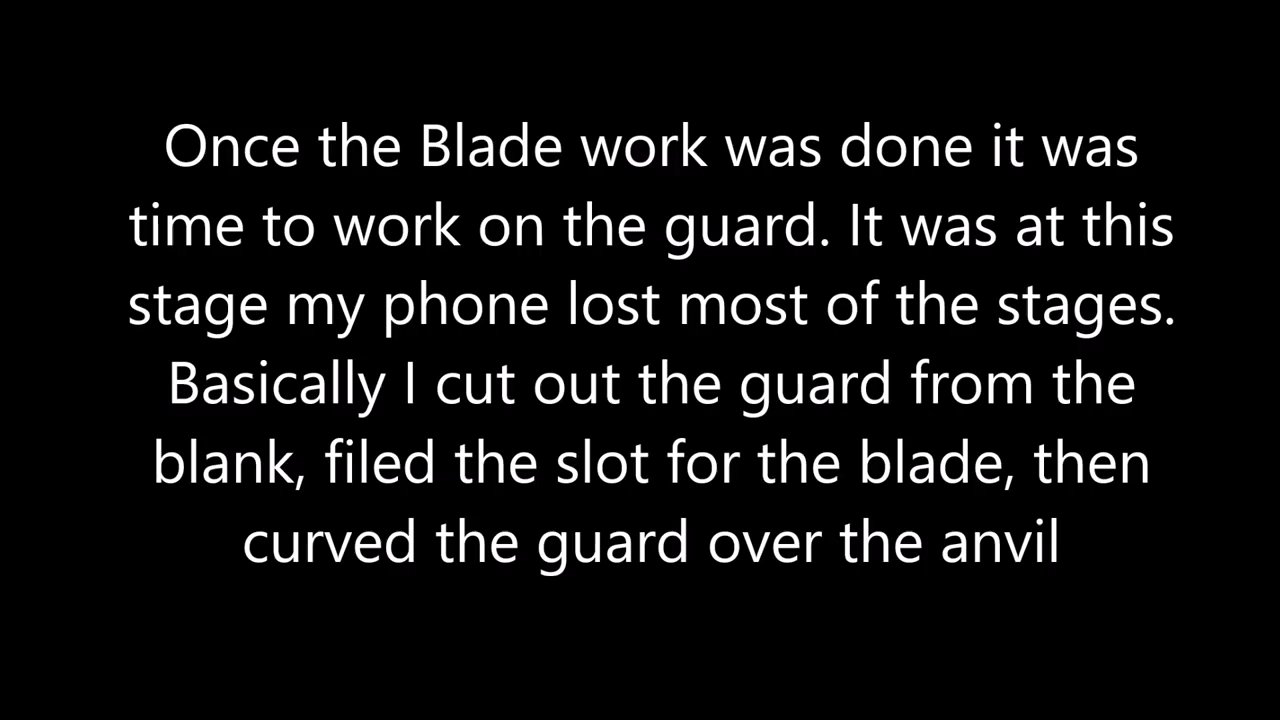 Once the Blade work was done it was
time to work on the guard. It was at this
stage my phone lost most of the stages.
Basically I cut out the guard from the
blank, filed the slot for the blade, then
curved the guard over the anvil